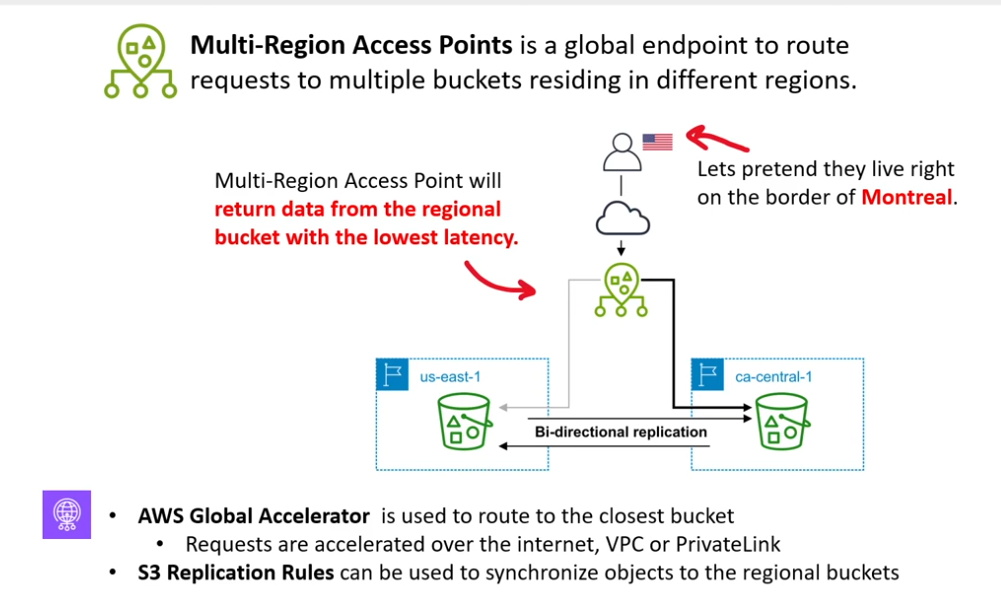 Multi-Region Access Points is a global endpoint to route
requests to multiple buckets residing in different regions.
Lets pretend they live right
on the border of Montreal.
Multi-Region Access Point will
return data from the regional
bucket with the lowest latency.
us-east-1
ca-central-1
Bi-directional replication
• AWS Global Accelerator is used to route to the closest bucket
• Requests are accelerated over the internet, VPC or PrivateLink
• S3 Replication Rules can be used to synchronize objects to the regional buckets